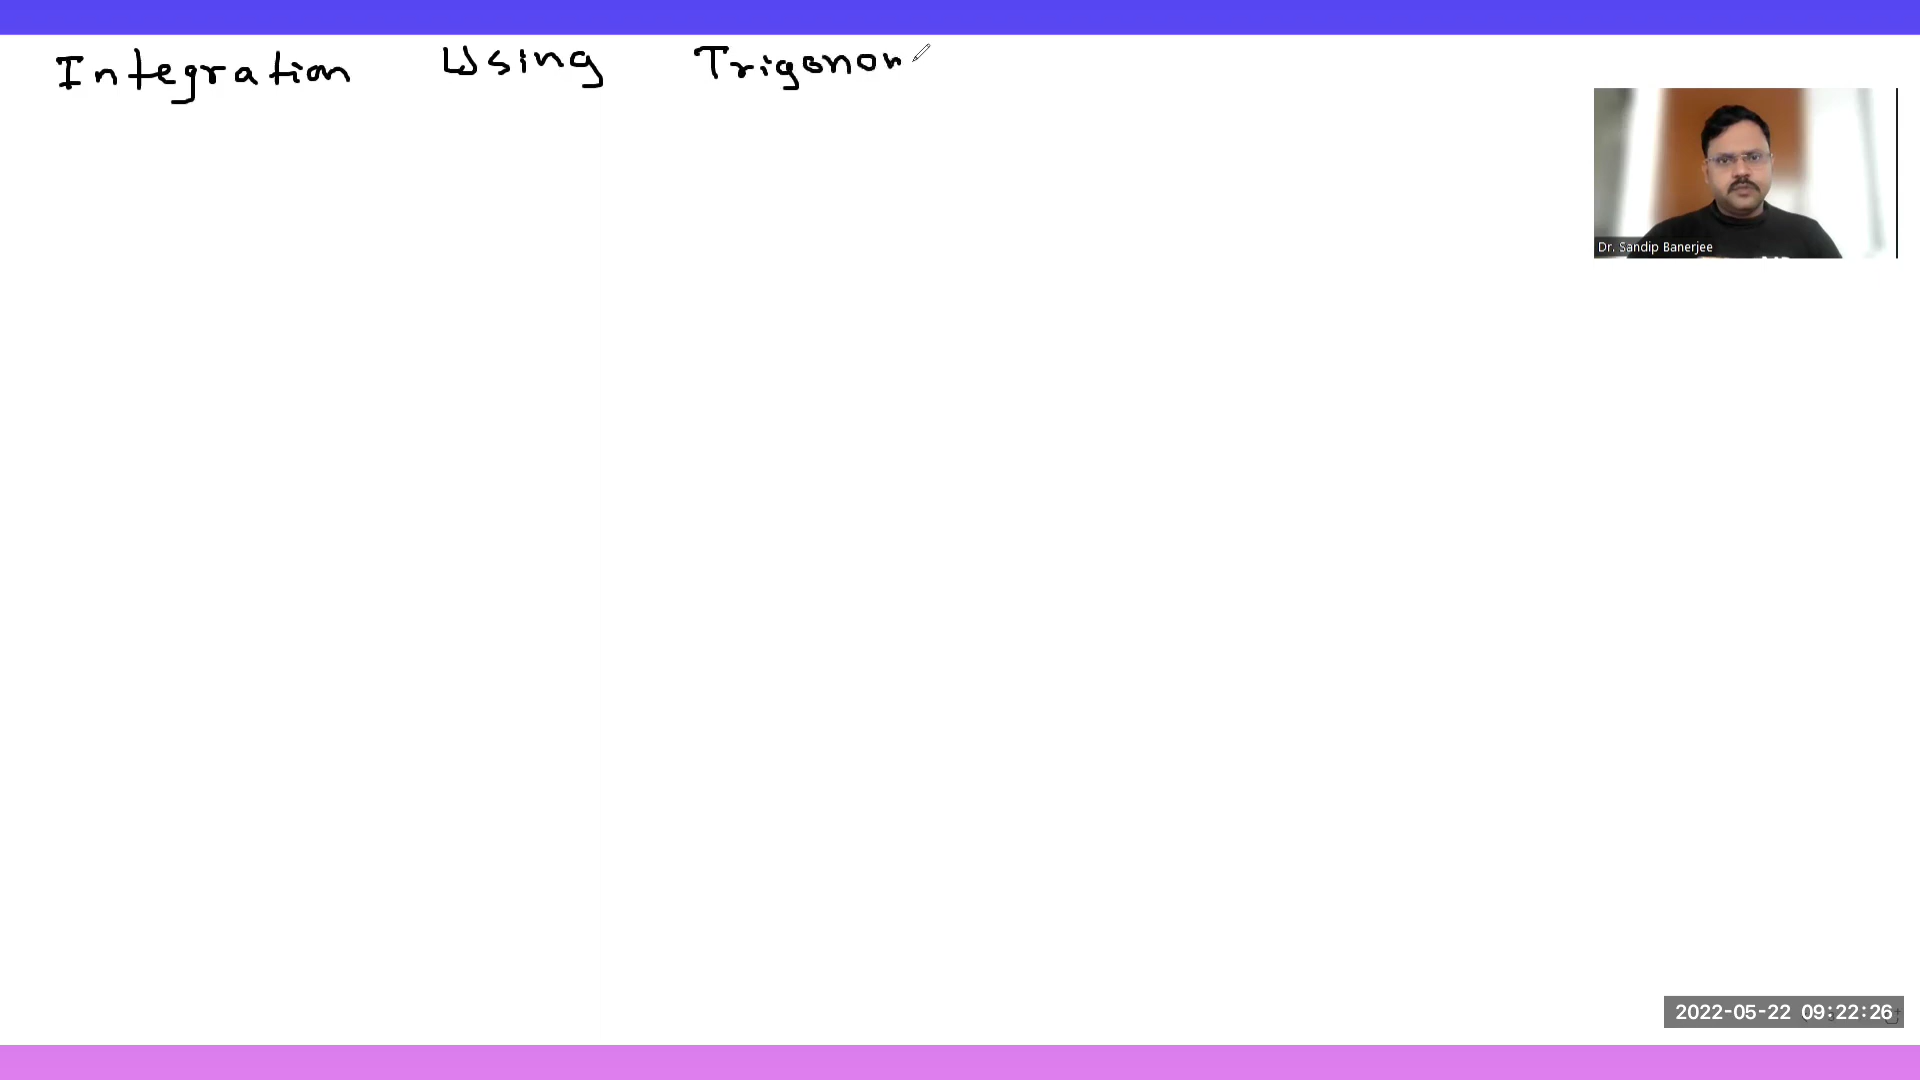 Integration Using Trigonom
Dr. Sandip Banerjee
2022-05-22 09:22:26